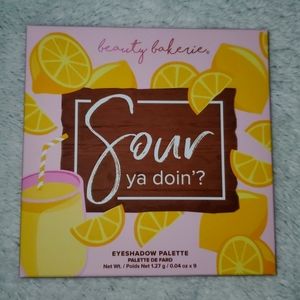 beauty bakerie®
Sour
ya doin'?
EYESHADOW PALETTE
PALETTE DE FARD
Net Wt. / Poids Net 1.27 g / 0.04 oz x 9